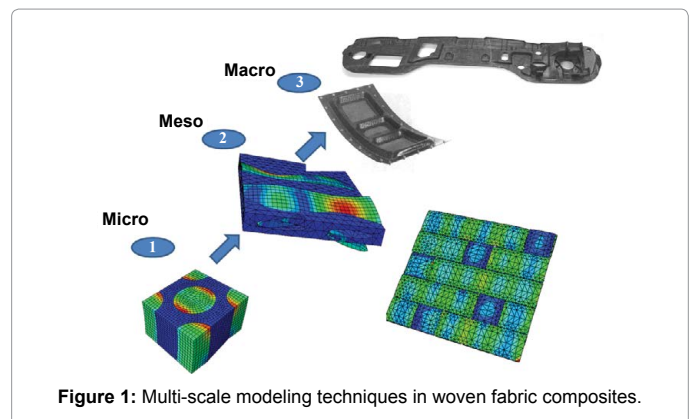 Macro
3
Meso
2
Micro
1
Figure 1: Multi-scale modeling techniques in woven fabric composites.